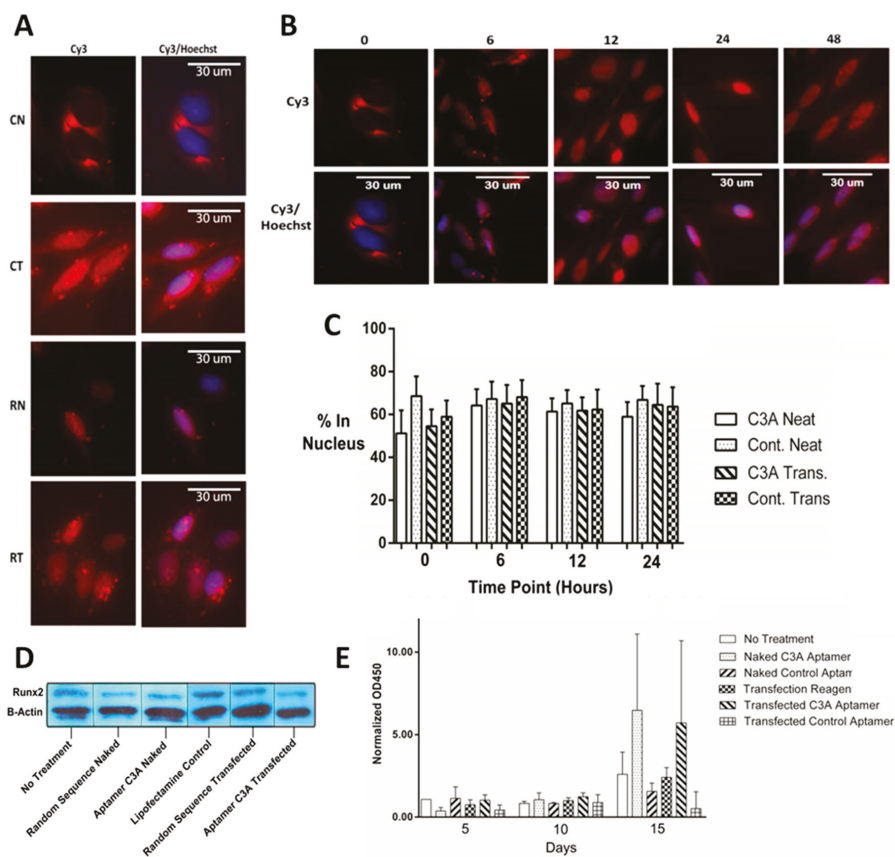 A
Cy3
Cy3/Hoechst
30 um
CN
30 um
CT
30 um
RN
30 um
RT
B
0
6
12
24
48
Cy3
30 um
30 um
30 um
30 um
30 um
Cy3/
Hoechst
C
100
80
60
40
20
0
% In
Nucleus
0
6
12
24
Time Point (Hours)
C3A Neat
Cont. Neat
C3A Trans.
Cont. Trans
D
Runx2
B-Actin
No Treatment
Random Sequence Naked
Aptamer C3A Naked
Lipofectamine Control
Random Sequence Transfected
Aptamer C3A Transfected
E
Normalized OD450
10.00
5.00
0.00
5
10
15
Days
No Treatment
Naked C3A Aptamer
Naked Control Aptam
Transfection Reagen
Transfected C3A Aptamer
Transfected Control Aptamer